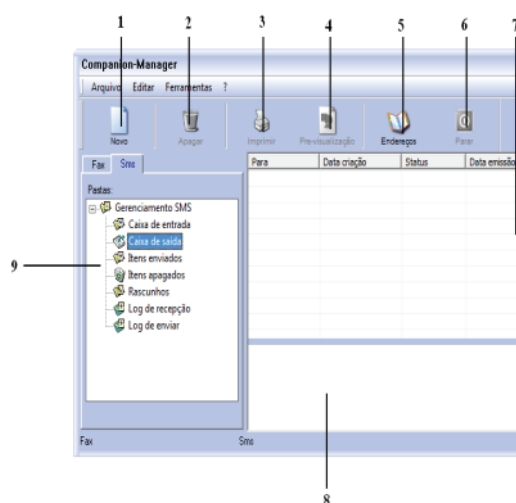 1 2 3 4 5 6 7
Companion-Manager
Arquivo Editar Ferramentas ?
Novo Apagar Imprimir Pre-visualização Endereços Parar
Fax Sms
Para Data criação Status Data emissão
Pastas:
Gerenciamento SMS
Caixa de entrada
Caixa de saída
Itens enviados
9
Itens apagados
Rascunhos
Log de recepção
Log de enviar
Fax Sms
8